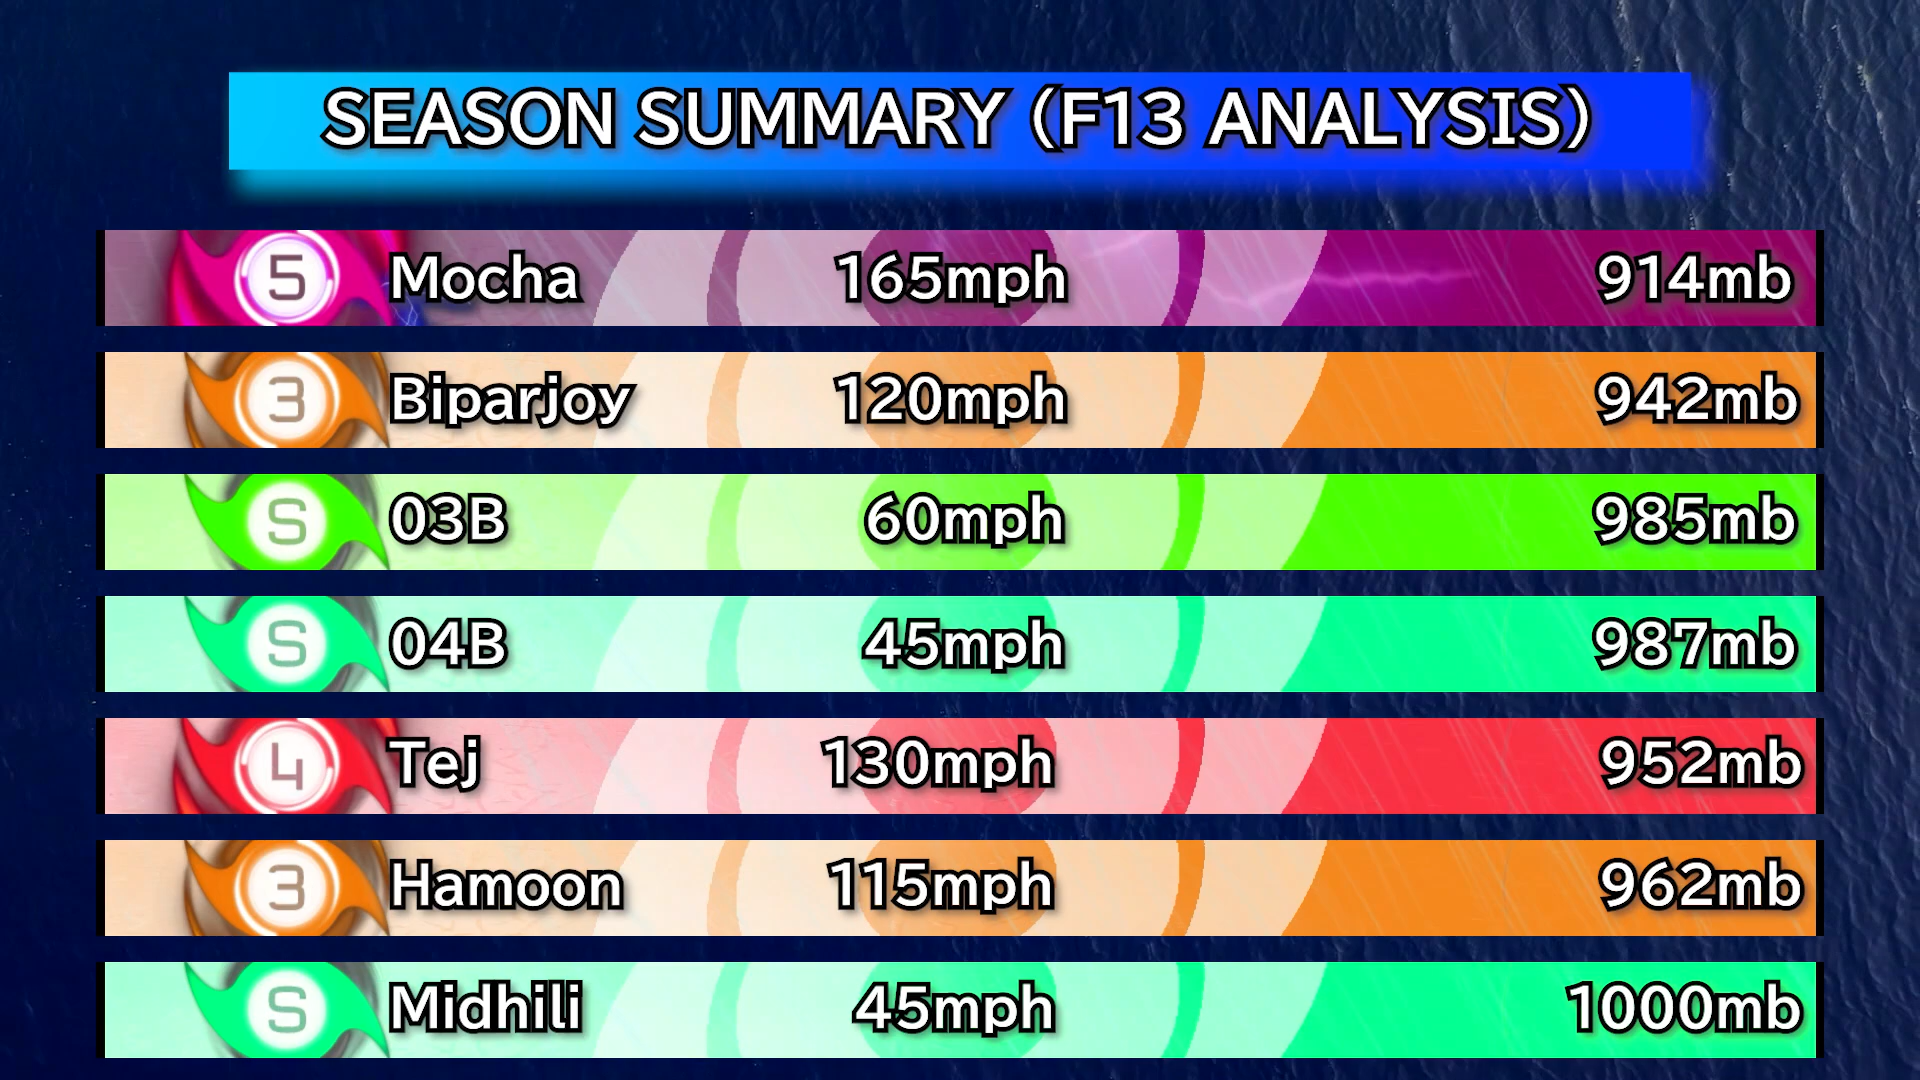 SEASON SUMMARY (F13 ANALYSIS)
5 Mocha 165mph 914mb
3 Biparjoy 120mph 942mb
S 03B 60mph 985mb
S 04B 45mph 987mb
4 Tej 130mph 952mb
3 Hamoon 115mph 962mb
S Midhili 45mph 1000mb